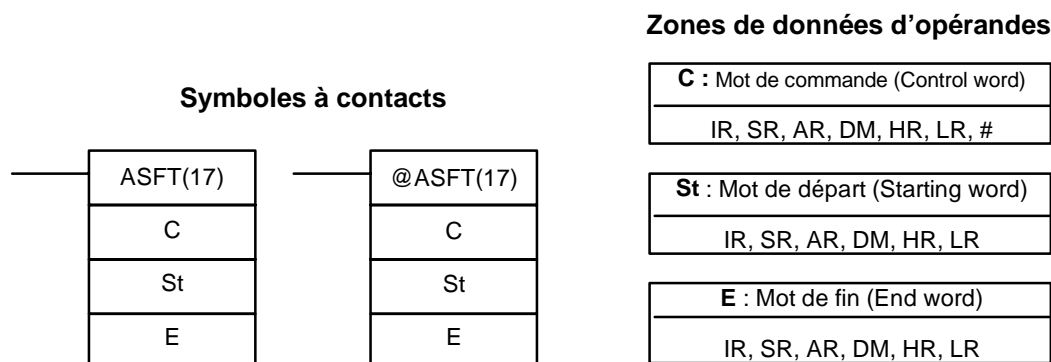 Zones de données d’opérandes
Symboles à contacts
ASFT(17)
C
St
E
@ASFT(17)
C
St
E
C : Mot de commande (Control word)
IR, SR, AR, DM, HR, LR, #
St : Mot de départ (Starting word)
IR, SR, AR, DM, HR, LR
E : Mot de fin (End word)
IR, SR, AR, DM, HR, LR